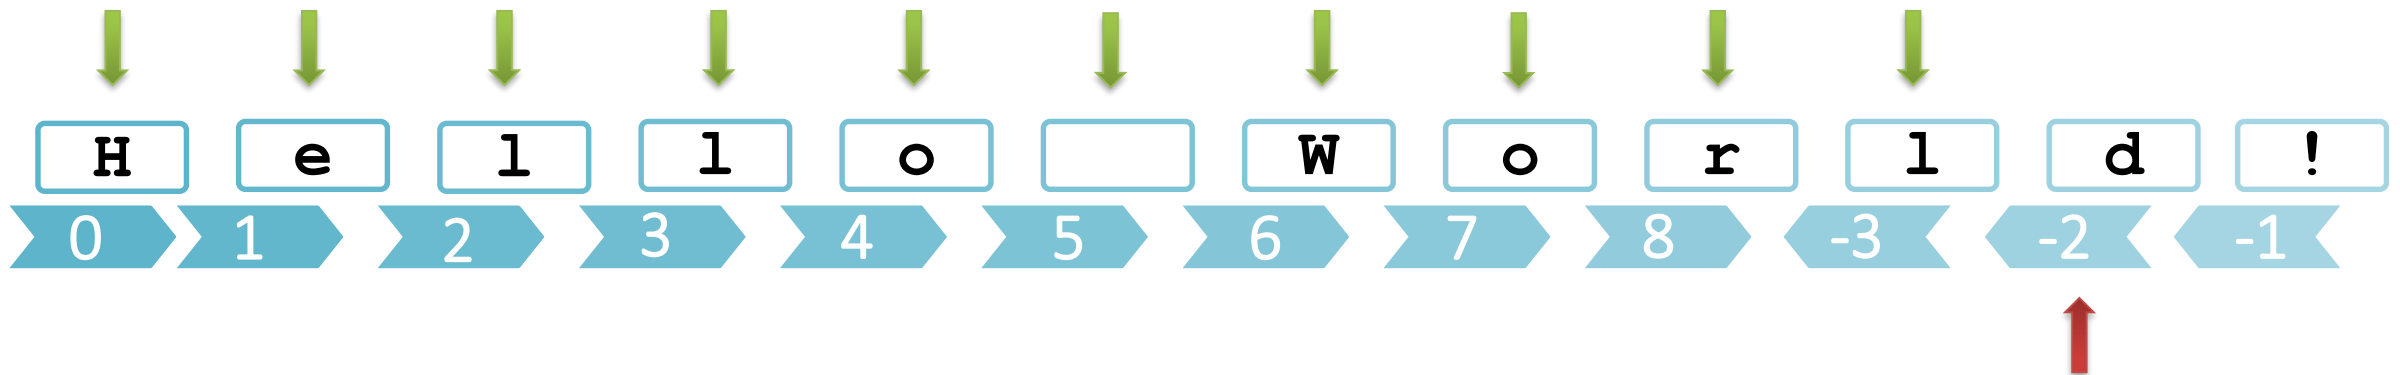 H e l l o W o r l d !
0 1 2 3 4 5 6 7 8 -3 -2 -1